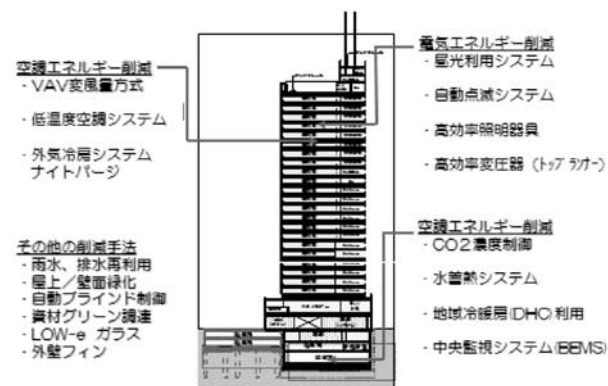 空調エネルギー削減
・VAV変風量方式
・低温度空調システム
・外気冷房システム
ナイトパージ
その他の削減手法
・雨水、排水再利用
・屋上／壁面緑化
・自動ブラインド制御
・資材グリーン調達
・LOW-e ガラス
・外壁フィン
電気エネルギー削減
・昼光利用システム
・自動点滅システム
・高効率照明器具
・高効率変圧器（トップランナー）
空調エネルギー削減
・CO2濃度制御
・水蓄熱システム
・地域冷暖房(DHC)利用
・中央監視システム(BEMS)